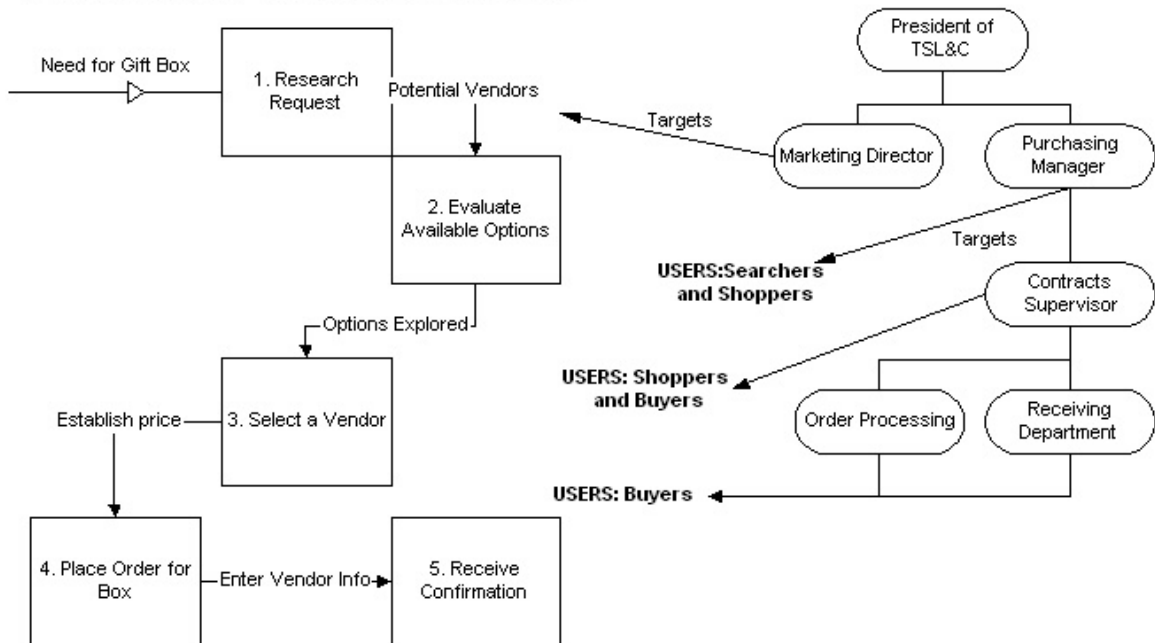 Need for Gift Box
1. Research
Request
Potential Vendors
2. Evaluate
Available Options
Options Explored
3. Select a Vendor
Establish price
4. Place Order for
Box
Enter Vendor Info
5. Receive
Confirmation
President of
TSL&C
Targets
Marketing Director
Purchasing
Manager
Targets
USERS:Searchers
and Shoppers
Contracts
Supervisor
USERS: Shoppers
and Buyers
Order Processing
Receiving
Department
USERS: Buyers